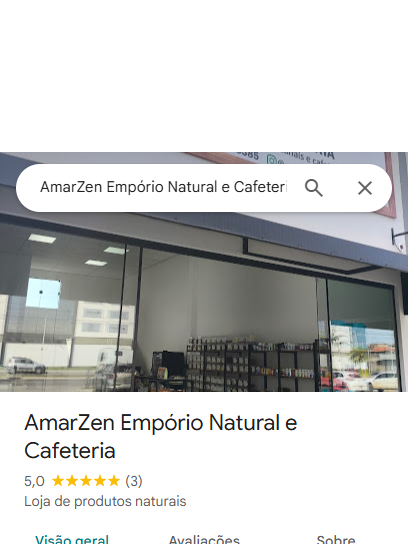 AmarZen Empório Natural e Cafeteri
AmarZen Empório Natural e
Cafeteria
5,0 (3)
Loja de produtos naturais
Visão geral Avaliações Sobre